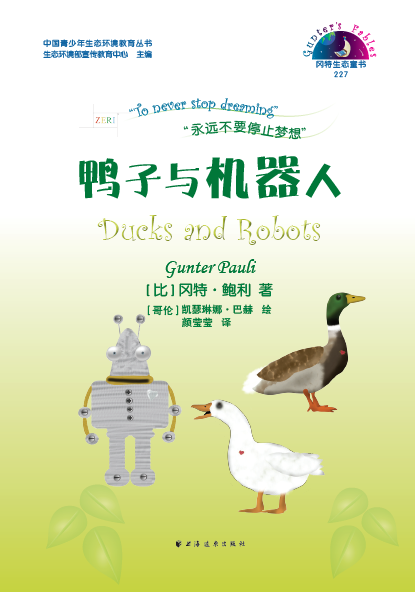 中国青少年生态环境教育丛书
生态环境部宣传教育中心 主编
Gunter's Fables
冈特生态童书
227
ZERI
"To never stop dreaming"
“永远不要停止梦想”
鸭子与机器人
Ducks and Robots
Gunter Pauli
[比] 冈特·鲍利 著
[哥伦] 凯瑟琳娜·巴赫 绘
颜莹莹 译
上海远东出版社